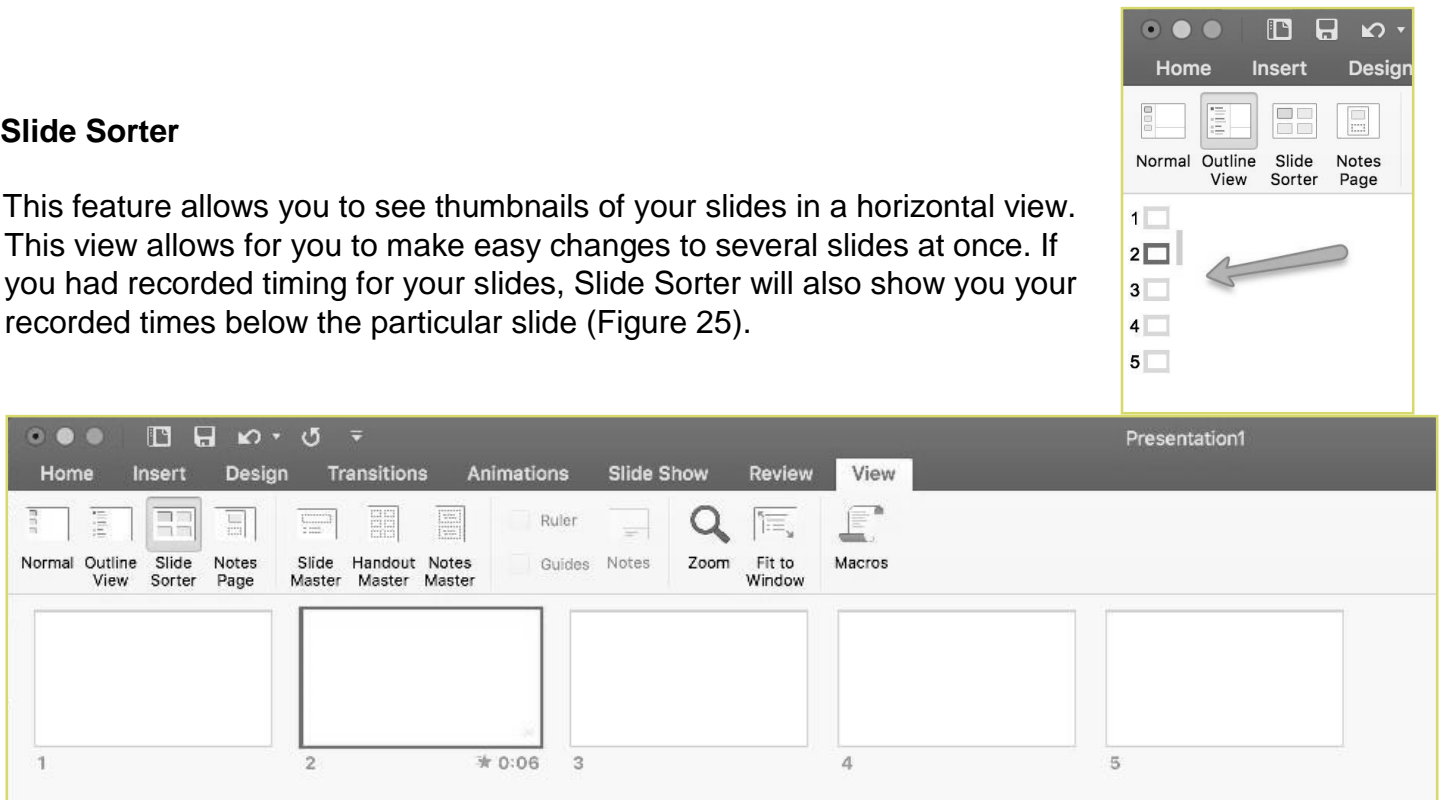 Slide Sorter
This feature allows you to see thumbnails of your slides in a horizontal view.
This view allows for you to make easy changes to several slides at once. If
you had recorded timing for your slides, Slide Sorter will also show you your
recorded times below the particular slide (Figure 25).
Home Insert Design
Normal Outline View Slide Sorter Notes Page
1
2
3
4
5
Presentation1
Home Insert Design Transitions Animations Slide Show Review View
Ruler
Normal Outline Slide Notes Slide Handout Notes Guides Notes Zoom Fit to Macros
View Sorter Page Master Master Master Window
1 2 0:06 3 4 5